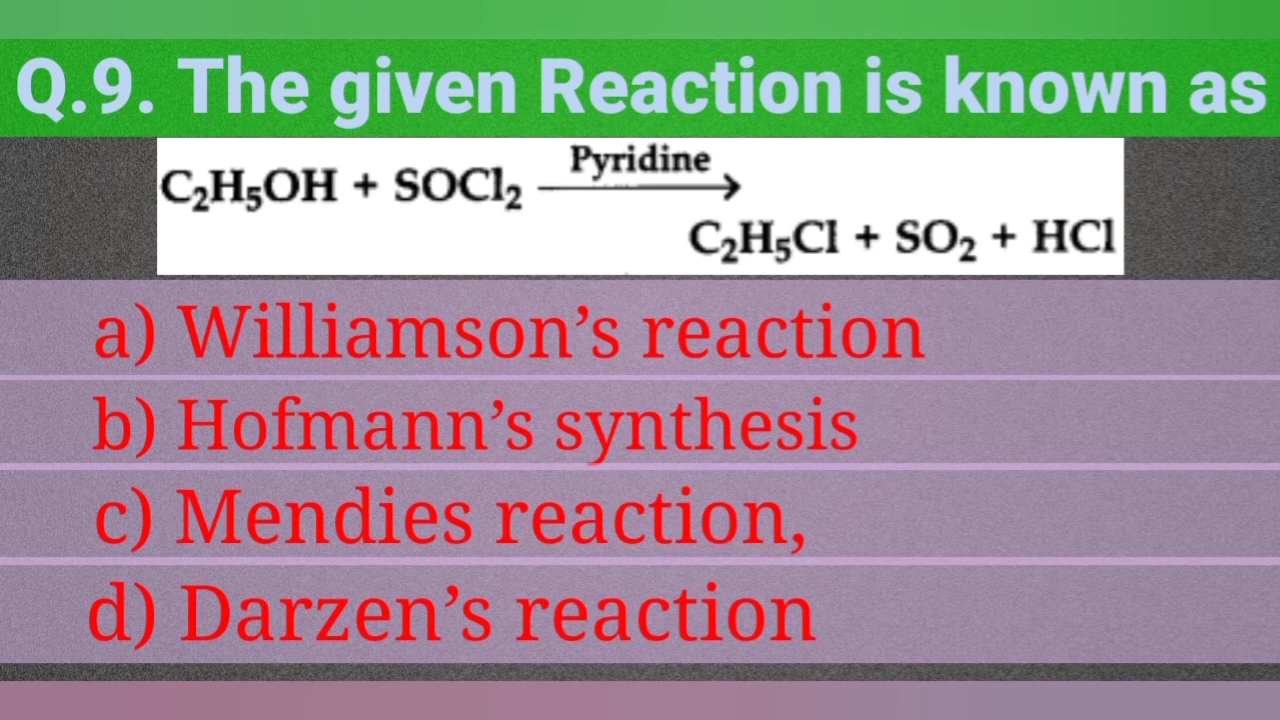 Q.9. The given Reaction is known as
C₂H₅OH + SOCl₂ Pyridine →
C₂H₅Cl + SO₂ + HCl
a) Williamson’s reaction
b) Hofmann’s synthesis
c) Mendies reaction,
d) Darzen’s reaction